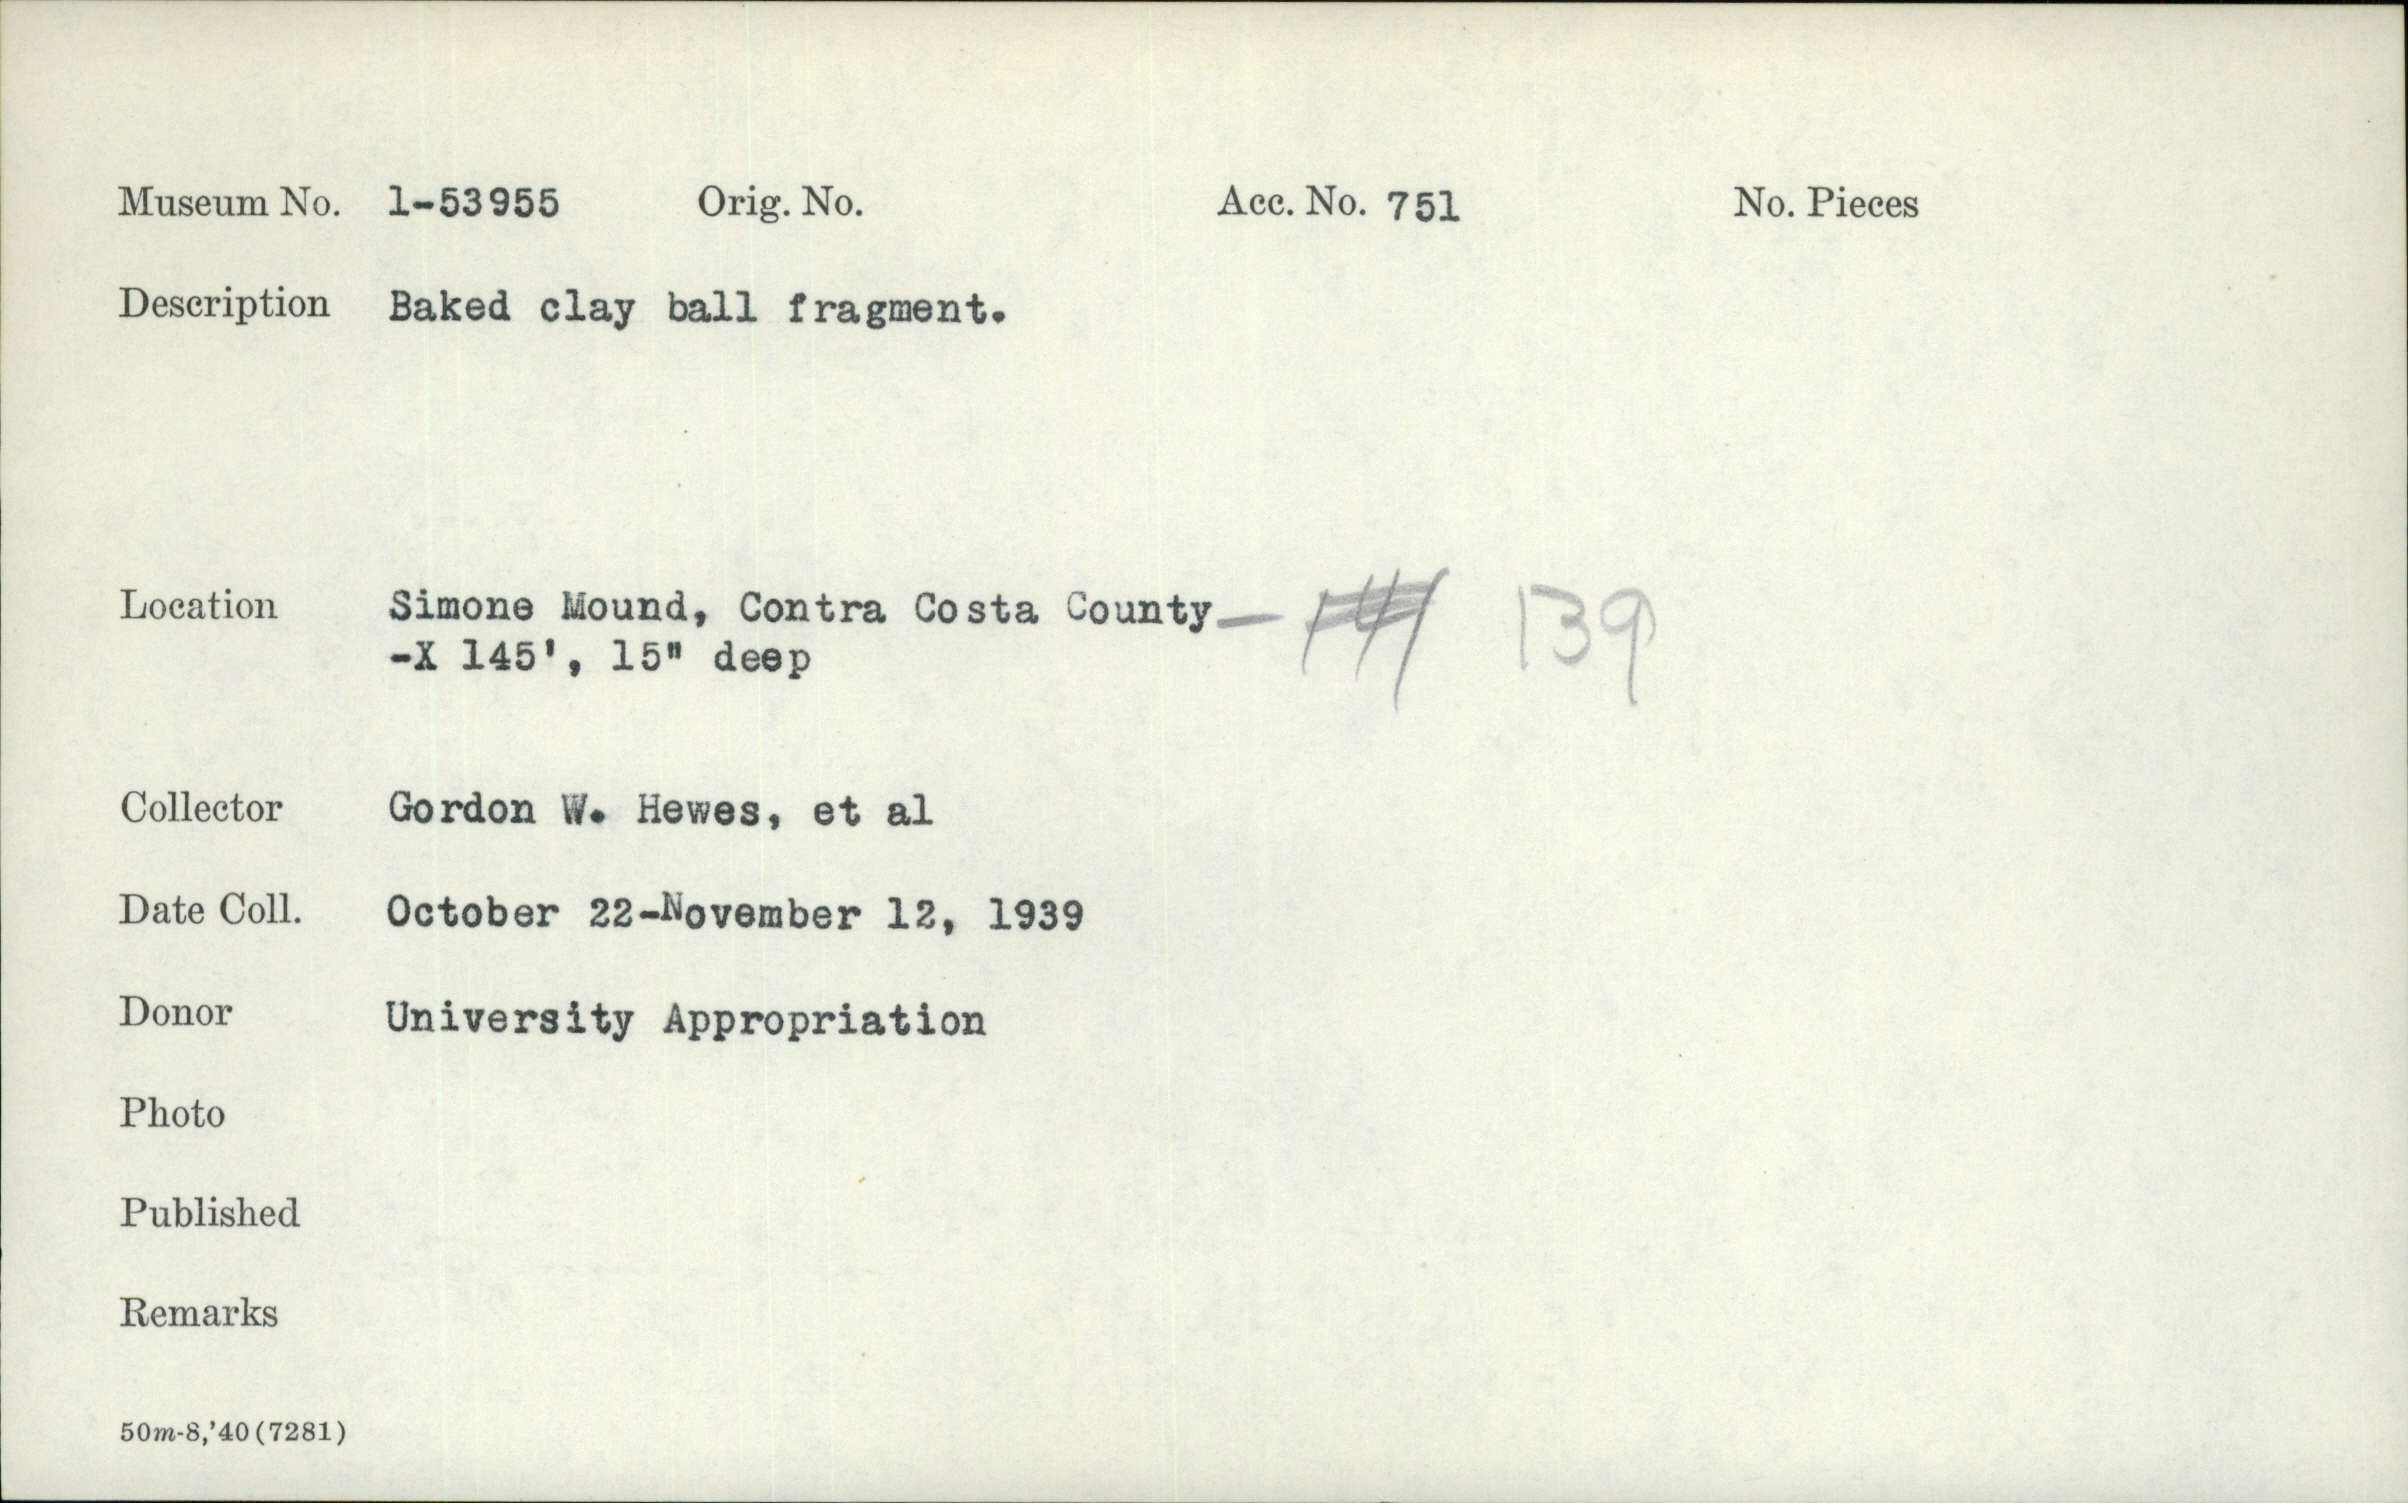 Museum No. 1-53955 Orig. No. Acc. No. 751 No. Pieces
Description Baked clay ball fragment.
Location Simone Mound, Contra Costa County— 139
-X 145', 15" deep
Collector Gordon W. Hewes, et al
Date Coll. October 22-November 12, 1939
Donor University Appropriation
Photo
Published
Remarks
50m-8,'40(7281)